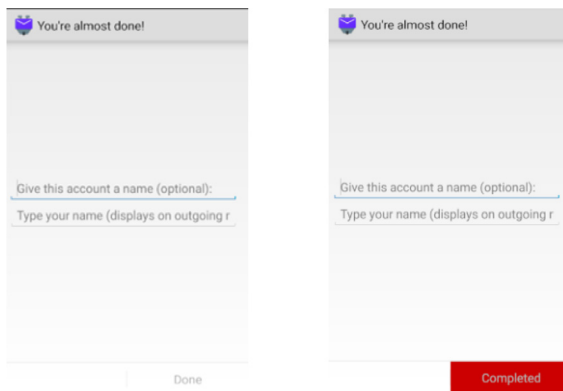 You're almost done!
Give this account a name (optional):
Type your name (displays on outgoing r
Done
You're almost done!
Give this account a name (optional):
Type your name (displays on outgoing r
Completed